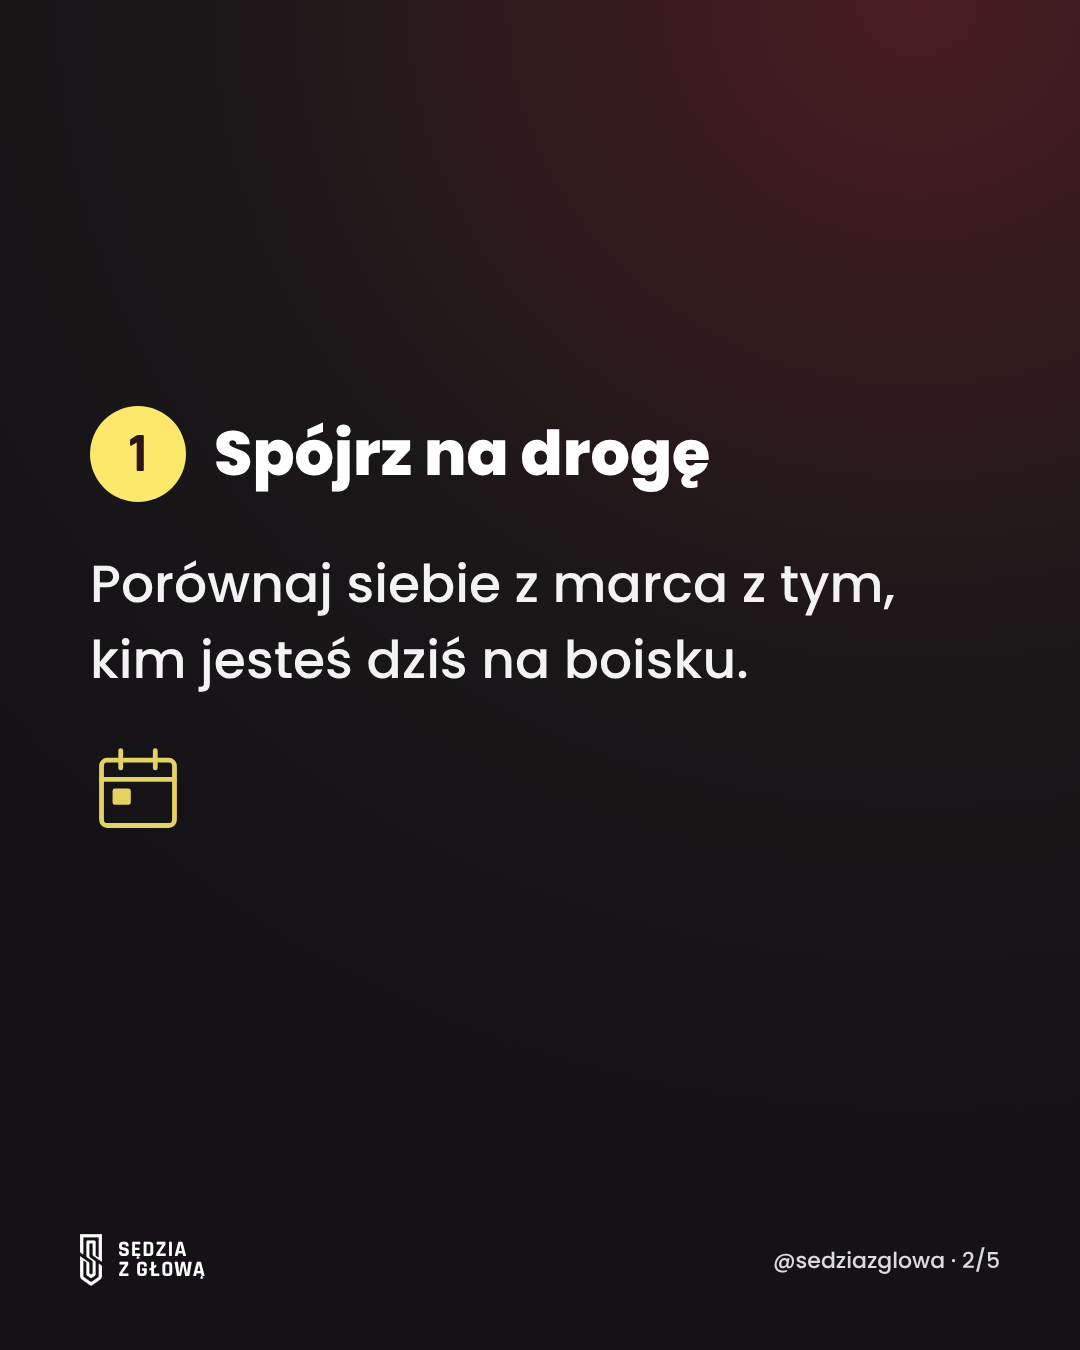 1 Spójrz na drogę
Porównaj siebie z marca z tym,
kim jesteś dziś na boisku.
SĘDZIA
Z GŁOWĄ
@sedziazglowa · 2/5